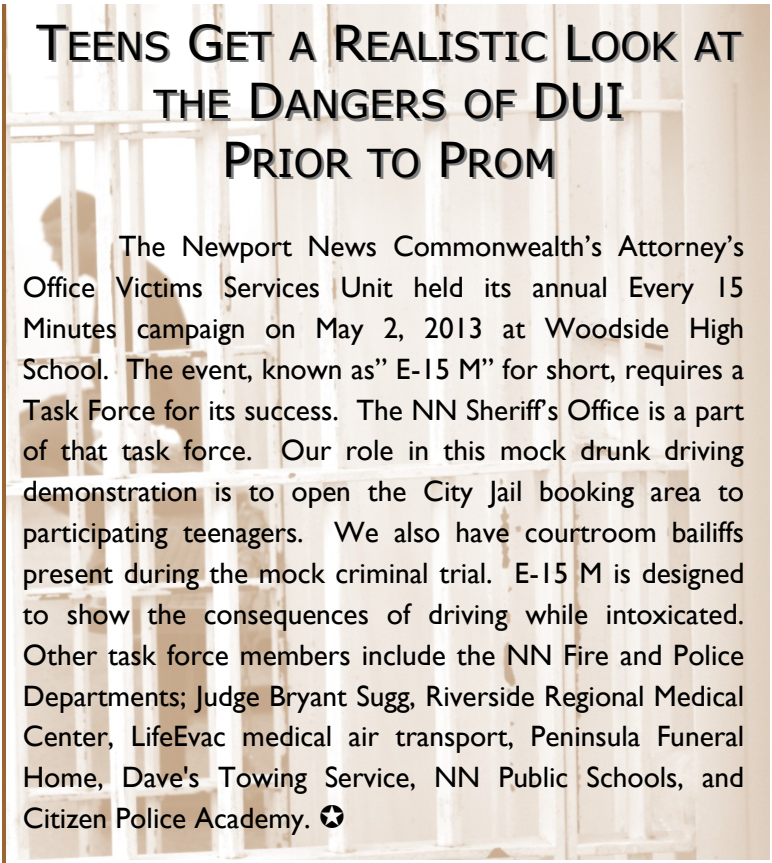 TEENS GET A REALISTIC LOOK AT
THE DANGERS OF DUI
PRIOR TO PROM
The Newport News Commonwealth's Attorney's
Office Victims Services Unit held its annual Every 15
Minutes campaign on May 2, 2013 at Woodside High
School. The event, known as" E-15 M" for short, requires a
Task Force for its success. The NN Sheriff's Office is a part
of that task force. Our role in this mock drunk driving
demonstration is to open the City Jail booking area to
participating teenagers. We also have courtroom bailiffs
present during the mock criminal trial. E-15 M is designed
to show the consequences of driving while intoxicated.
Other task force members include the NN Fire and Police
Departments; Judge Bryant Sugg, Riverside Regional Medical
Center, LifeEvac medical air transport, Peninsula Funeral
Home, Dave's Towing Service, NN Public Schools, and
Citizen Police Academy. ✪